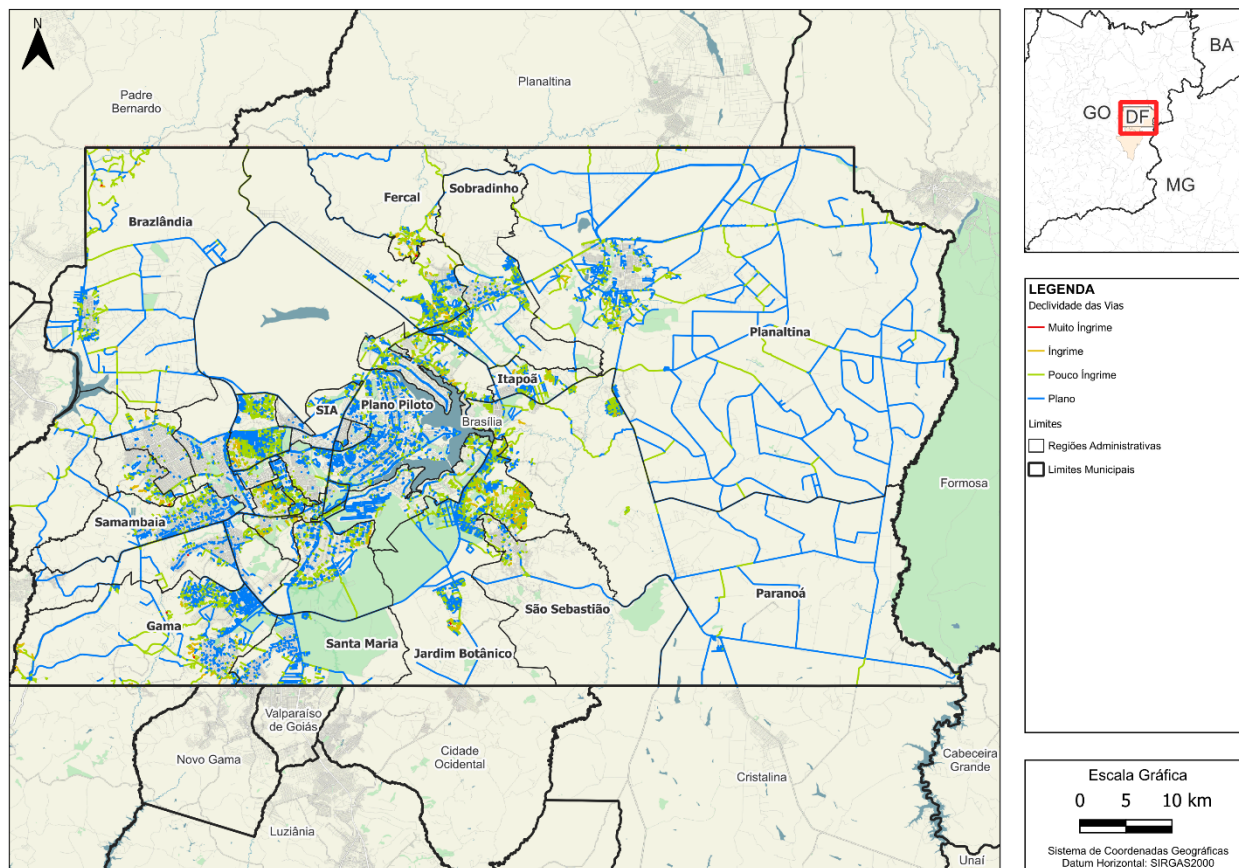 N
Padre
Bernardo
Planaltina
Brazlândia
Fercal
Sobradinho
Planaltina
Itapoã
SIA
Plano Piloto
Brasília
Formosa
Samambaia
Gama
Santa Maria
Jardim Botânico
São Sebastião
Paranoá
Valparaíso
de Goiás
Novo Gama
Cidade
Ocidental
Cristalina
Cabeceira
Grande
Luziânia
Unaí
BA
GO
DF
MG
LEGENDA
Declividade das Vias
Muito Íngrime
Íngrime
Pouco Íngrime
Plano
Limites
Regiões Administrativas
Limites Municipais
Escala Gráfica
0 5 10 km
Sistema de Coordenadas Geográficas
Datum Horizontal: SIRGAS2000